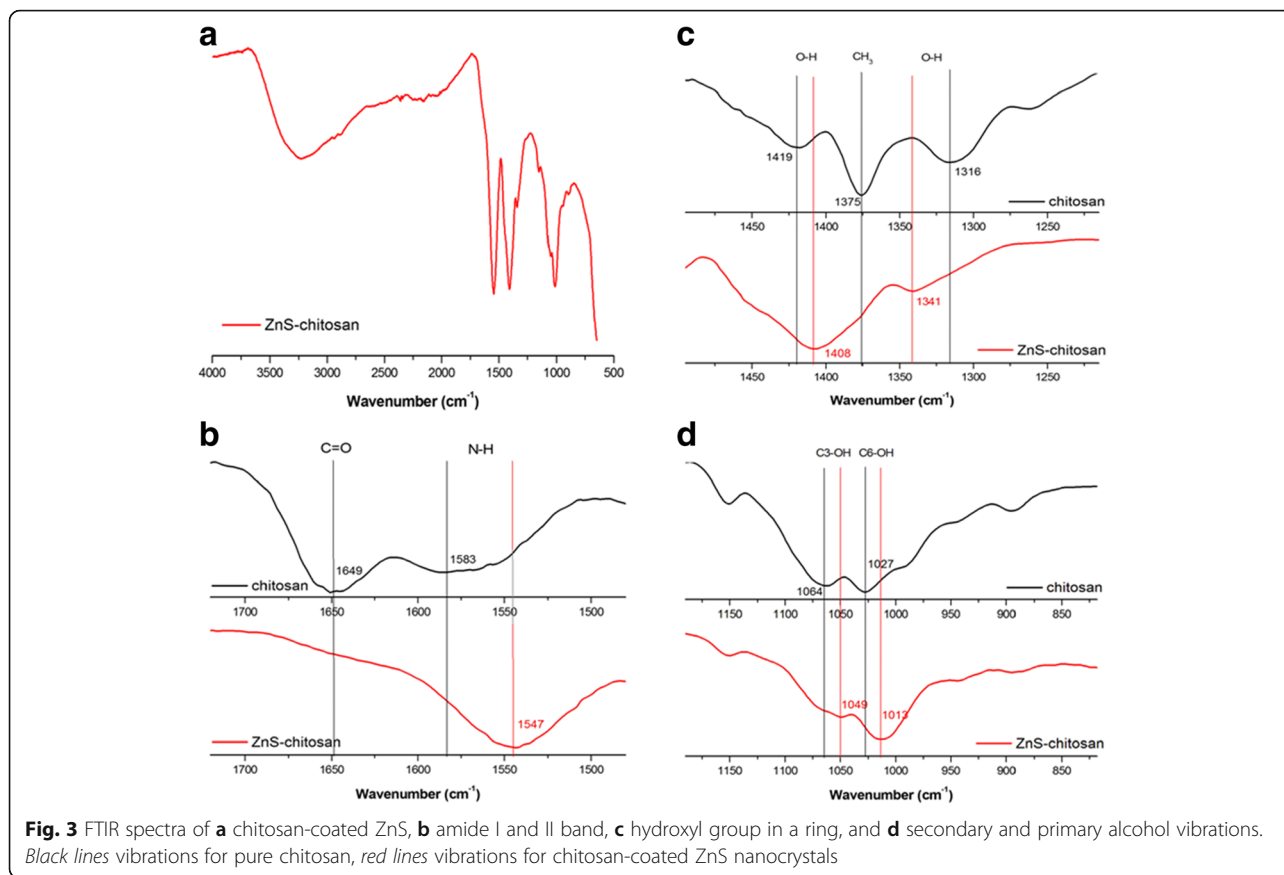 a
ZnS-chitosan
4000 3500 3000 2500 2000 1500 1000 500
Wavenumber (cm⁻¹)
c
O-H CH₃ O-H
1419
1375
1316
chitosan
1450 1400 1350 1300 1250
1341
1408
ZnS-chitosan
1450 1400 1350 1300 1250
Wavenumber (cm⁻¹)
b
C=O N-H
1649
1583
chitosan
1700 1650 1600 1550 1500
1547
ZnS-chitosan
1700 1650 1600 1550 1500
Wavenumber (cm⁻¹)
d
C3-OH C6-OH
1027
1064
chitosan
1150 1100 1050 1000 950 900 850
1049
1013
ZnS-chitosan
1150 1100 1050 1000 950 900 850
Wavenumber (cm⁻¹)
Fig. 3 FTIR spectra of a chitosan-coated ZnS, b amide I and II band, c hydroxyl group in a ring, and d secondary and primary alcohol vibrations.
Black lines vibrations for pure chitosan, red lines vibrations for chitosan-coated ZnS nanocrystals